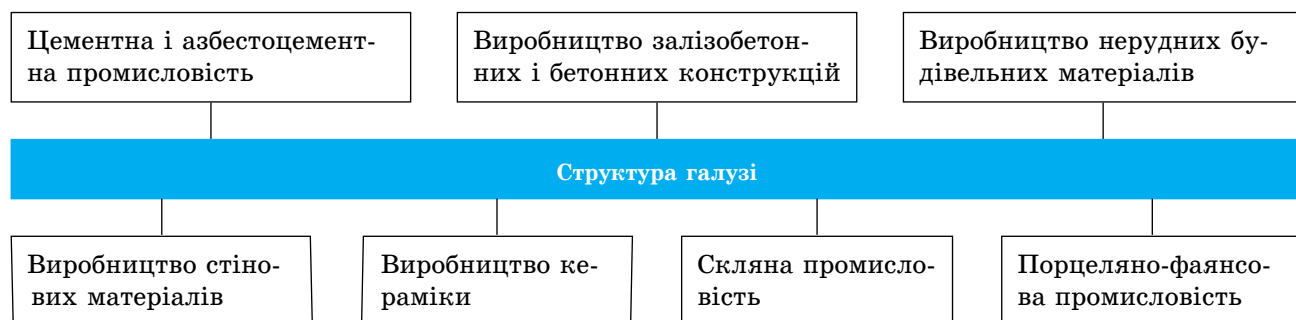 Цементна і азбестоцемент-
на промисловість
Виробництво залізобетон-
них і бетонних конструкцій
Виробництво нерудних бу-
дівельних матеріалів
Структура галузі
Виробництво стіно-
вих матеріалів
Виробництво ке-
раміки
Скляна промисло-
вість
Порцеляно-фаянсо-
ва промисловість